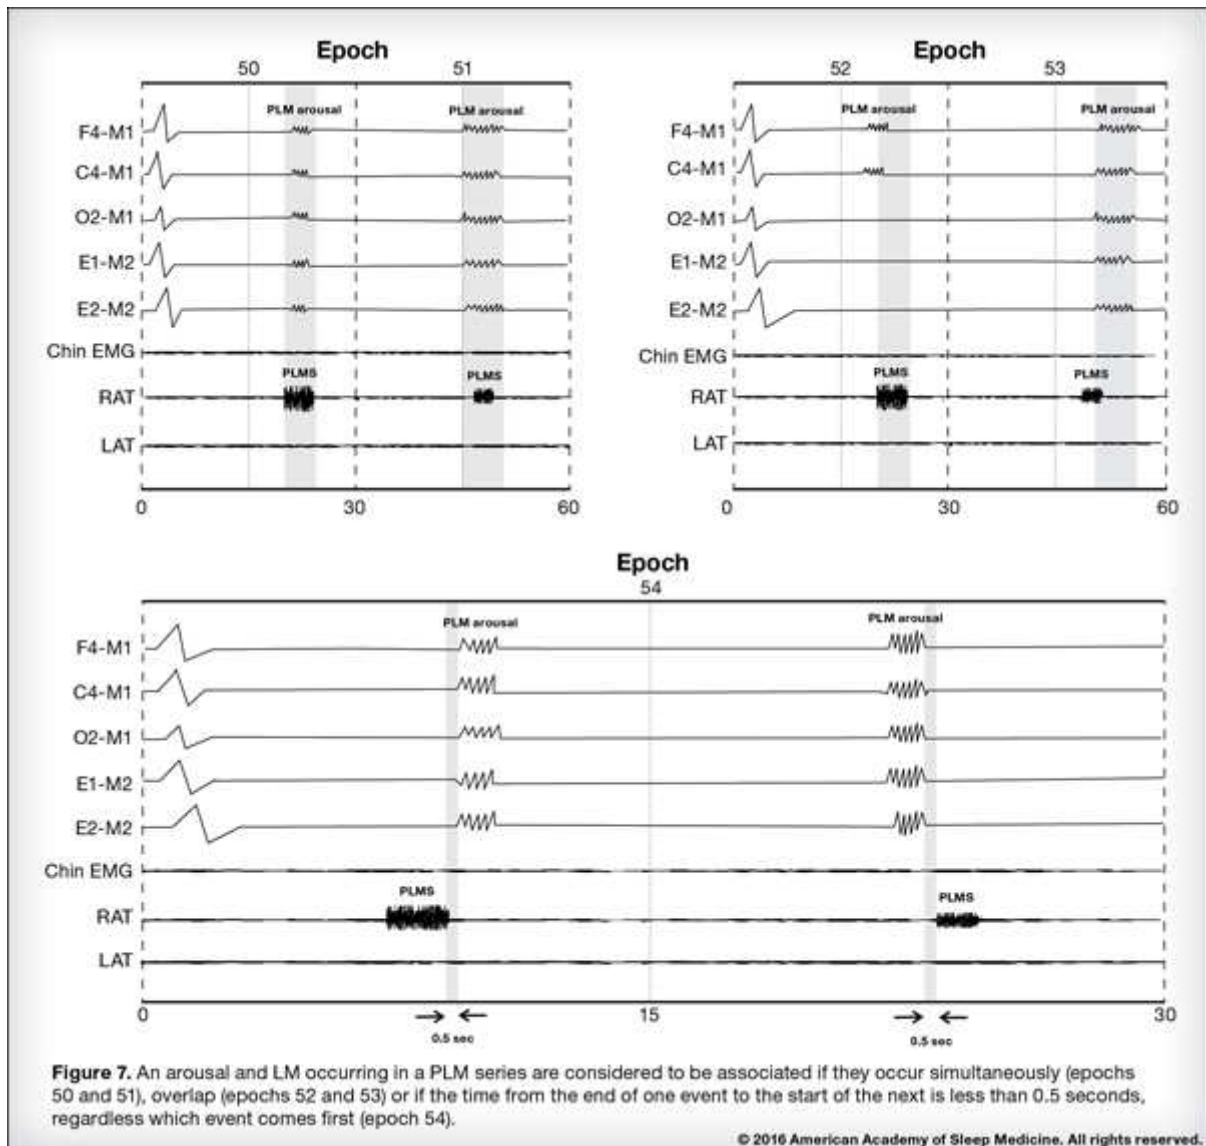 Epoch
50 51
PLM arousal PLM arousal
F4-M1
C4-M1
O2-M1
E1-M2
E2-M2
Chin EMG
PLMS PLMS
RAT
LAT
0 30 60
Epoch
52 53
PLM arousal PLM arousal
F4-M1
C4-M1
O2-M1
E1-M2
E2-M2
Chin EMG
PLMS PLMS
RAT
LAT
0 30 60
Epoch
54
PLM arousal PLM arousal
F4-M1
C4-M1
O2-M1
E1-M2
E2-M2
Chin EMG
PLMS PLMS
RAT
LAT
0 15 30
0.5 sec 0.5 sec
Figure 7. An arousal and LM occurring in a PLM series are considered to be associated if they occur simultaneously (epochs
50 and 51), overlap (epochs 52 and 53) or if the time from the end of one event to the start of the next is less than 0.5 seconds,
regardless which event comes first (epoch 54).
© 2016 American Academy of Sleep Medicine. All rights reserved.